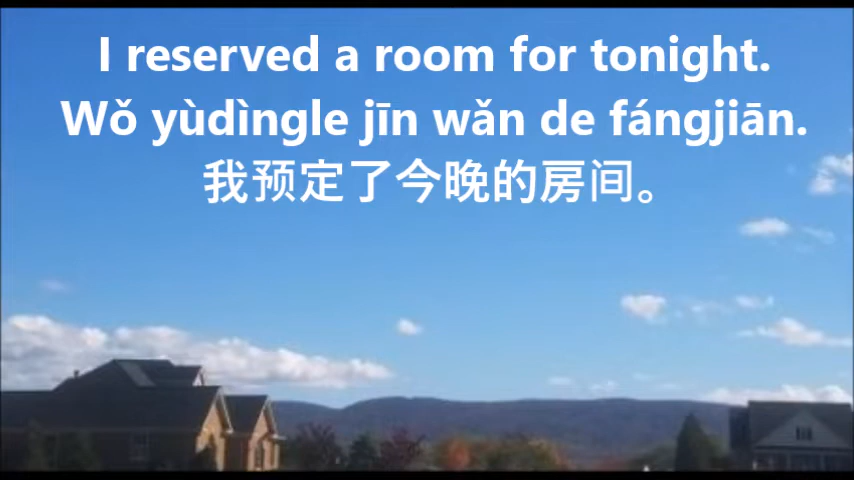 I reserved a room for tonight.
Wǒ yùdìngle jīn wǎn de fángjiān.
我预定了今晚的房间。